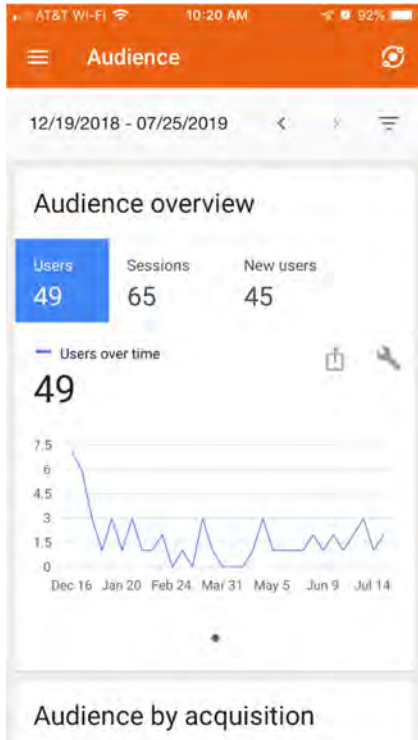 AT&T Wi-Fi 10:20 AM 92%
Audience
12/19/2018 - 07/25/2019
Audience overview
Users Sessions New users
49 65 45
Users over time
49
7.5
6
4.5
3
1.5
0
Dec 16 Jan 20 Feb 24 Mar 31 May 5 Jun 9 Jul 14
Audience by acquisition